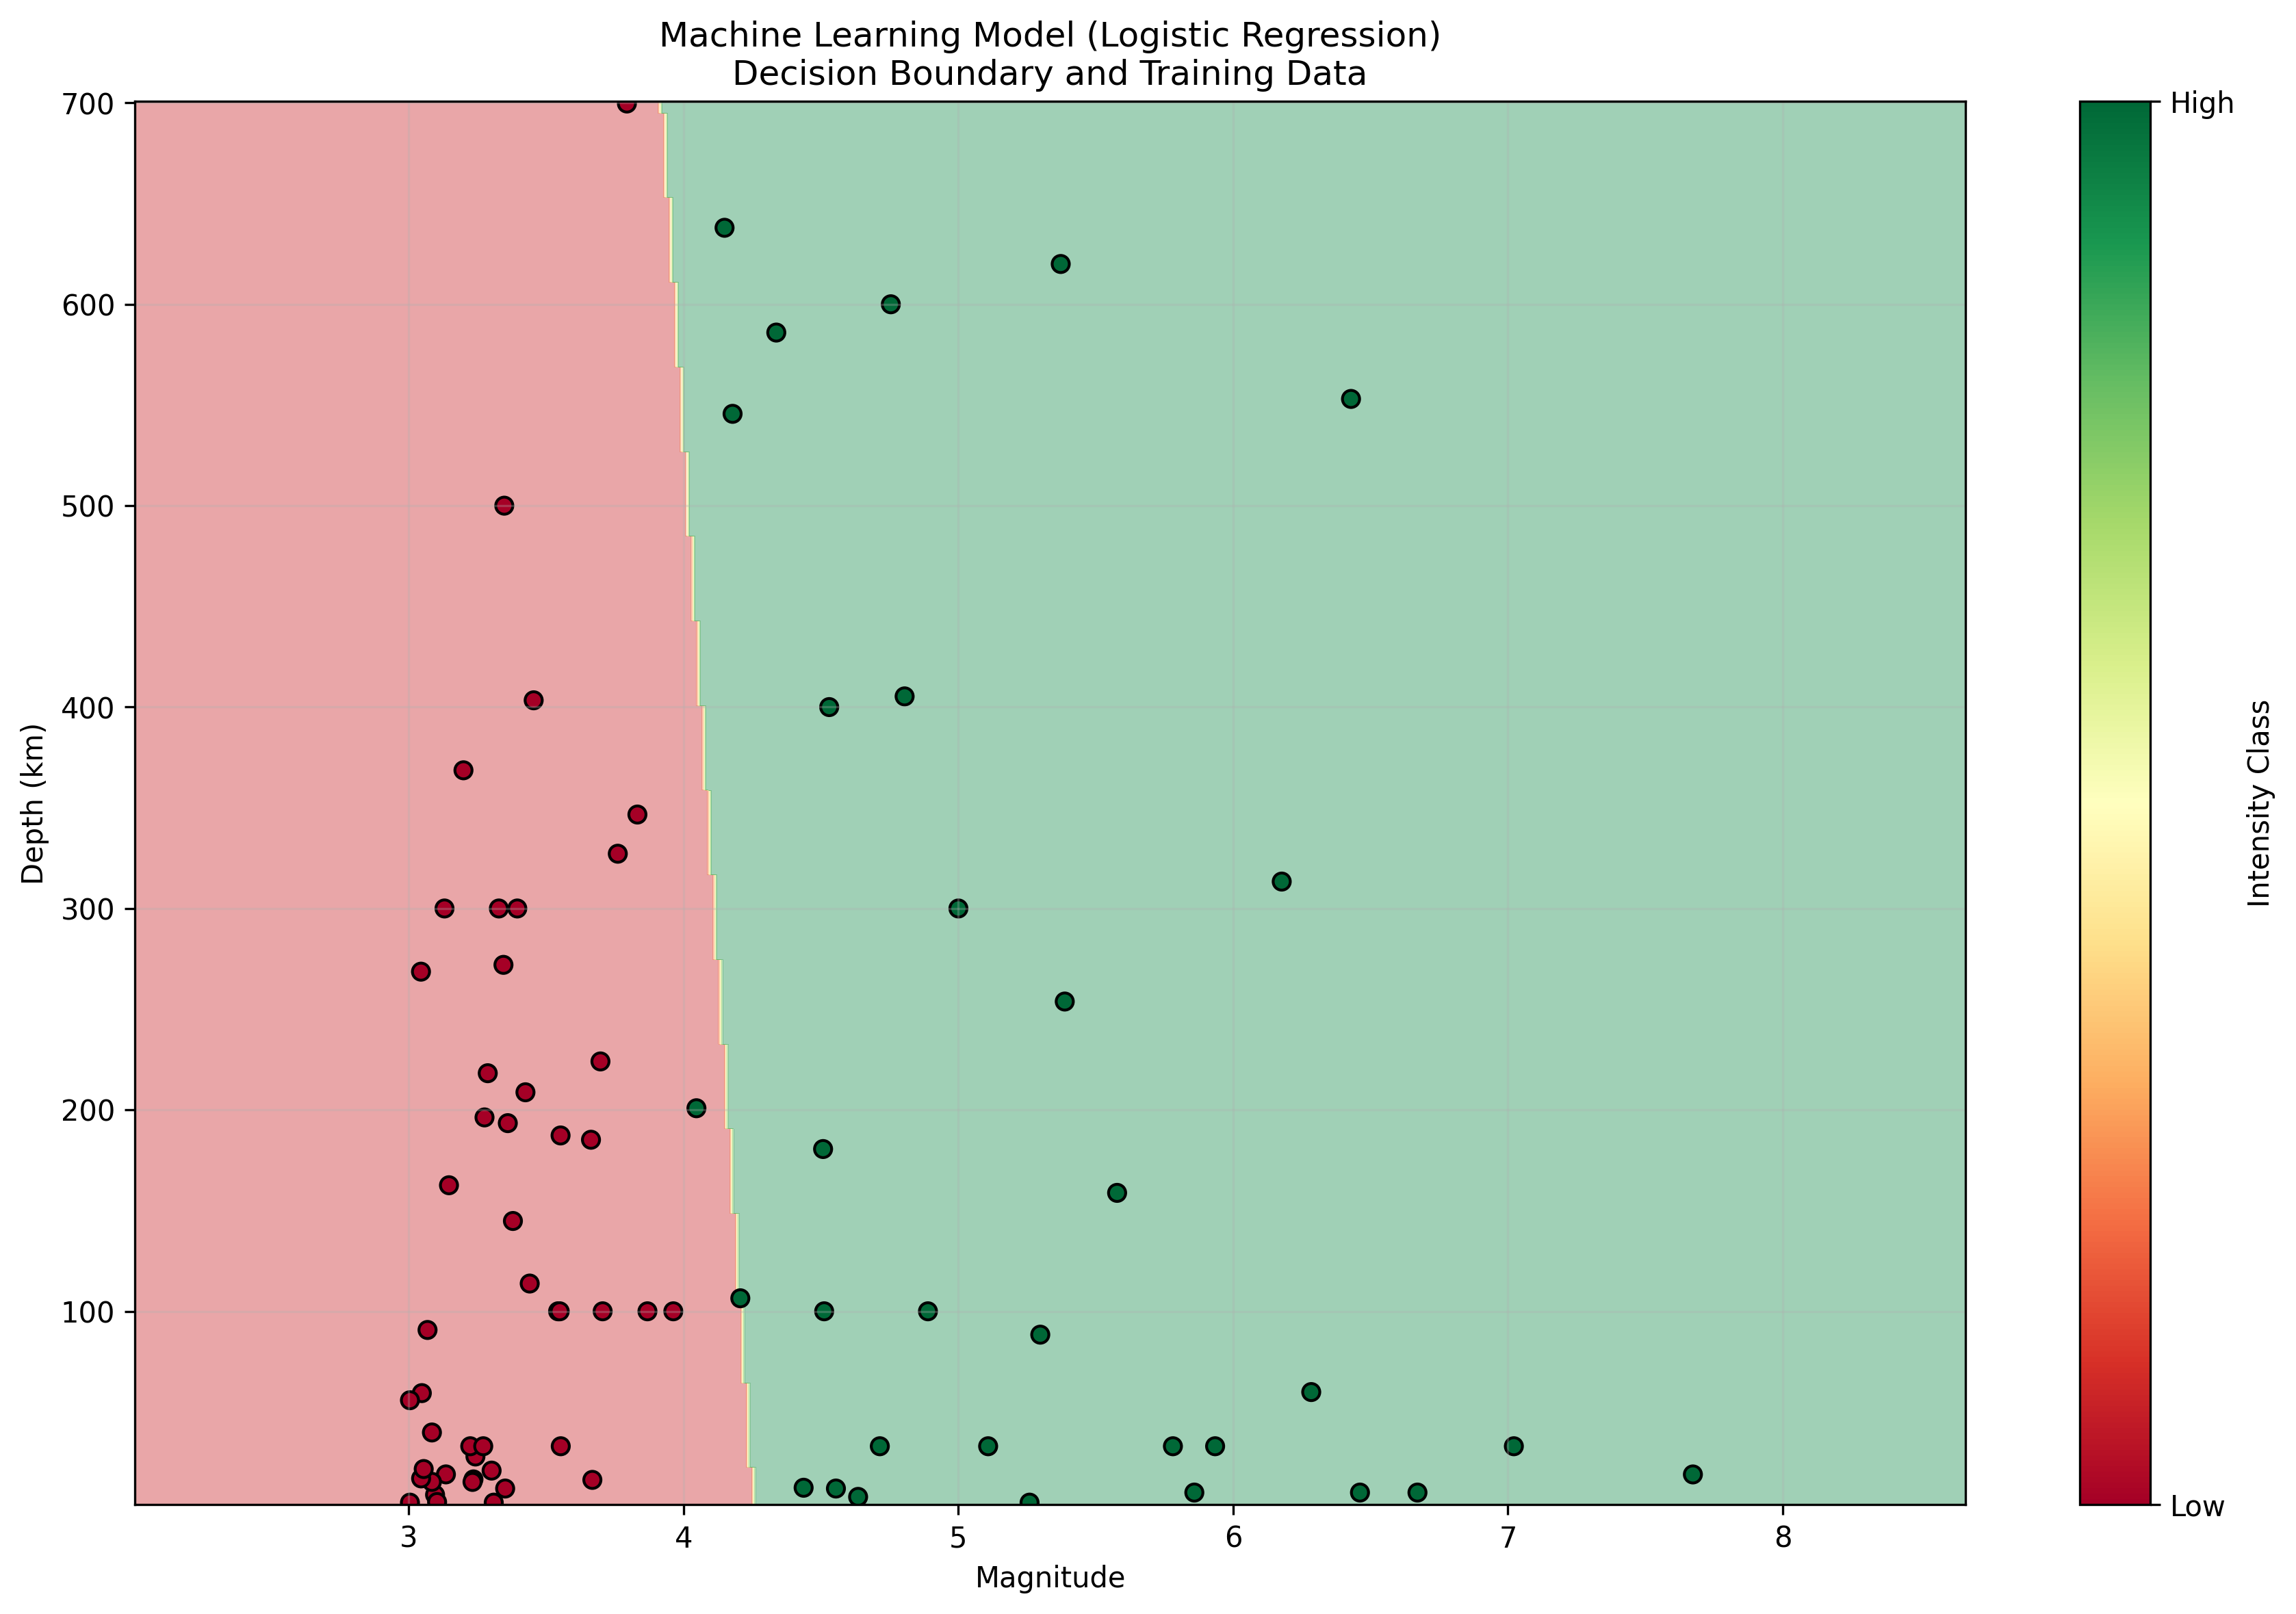 Machine Learning Model (Logistic Regression)
Decision Boundary and Training Data
700
600
500
400
300
200
100
Depth (km)
3
4
5
6
7
8
Magnitude
High
Low
Intensity Class